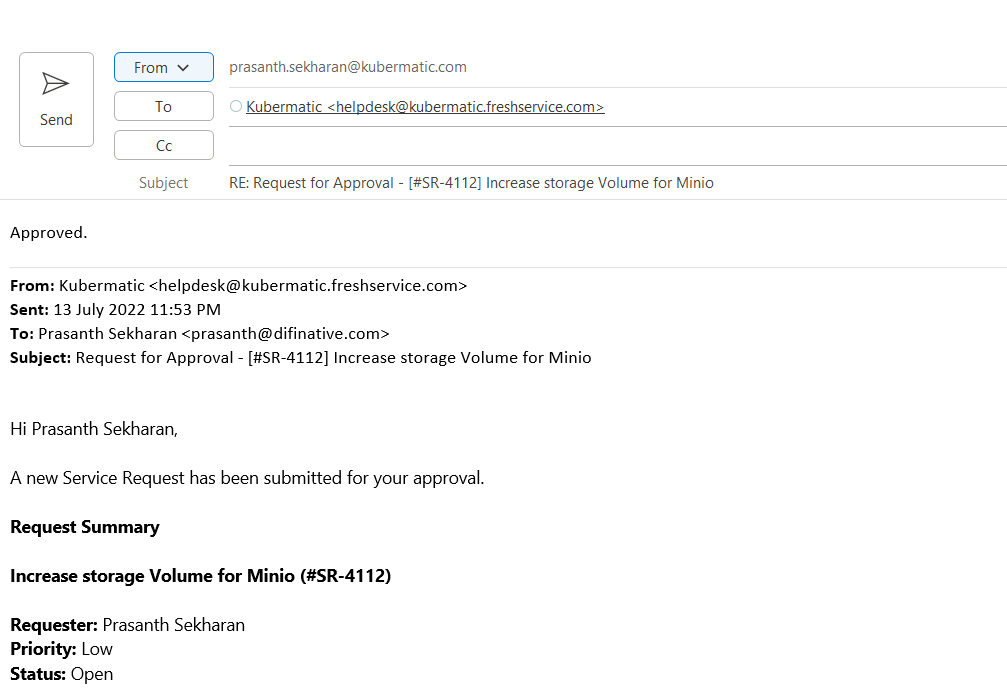 From
prasanth.sekharan@kubermatic.com
Send
To
Kubermatic <helpdesk@kubermatic.freshservice.com>
Cc
Subject
RE: Request for Approval - [#SR-4112] Increase storage Volume for Minio
Approved.
From: Kubermatic <helpdesk@kubermatic.freshservice.com>
Sent: 13 July 2022 11:53 PM
To: Prasanth Sekharan <prasanth@difinative.com>
Subject: Request for Approval - [#SR-4112] Increase storage Volume for Minio
Hi Prasanth Sekharan,
A new Service Request has been submitted for your approval.
Request Summary
Increase storage Volume for Minio (#SR-4112)
Requester: Prasanth Sekharan
Priority: Low
Status: Open